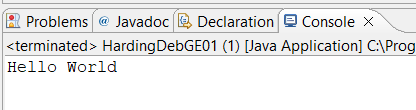 Problems @ Javadoc Declaration Console
<terminated> HardingDebGE01 (1) [Java Application] C:\Prog
Hello World